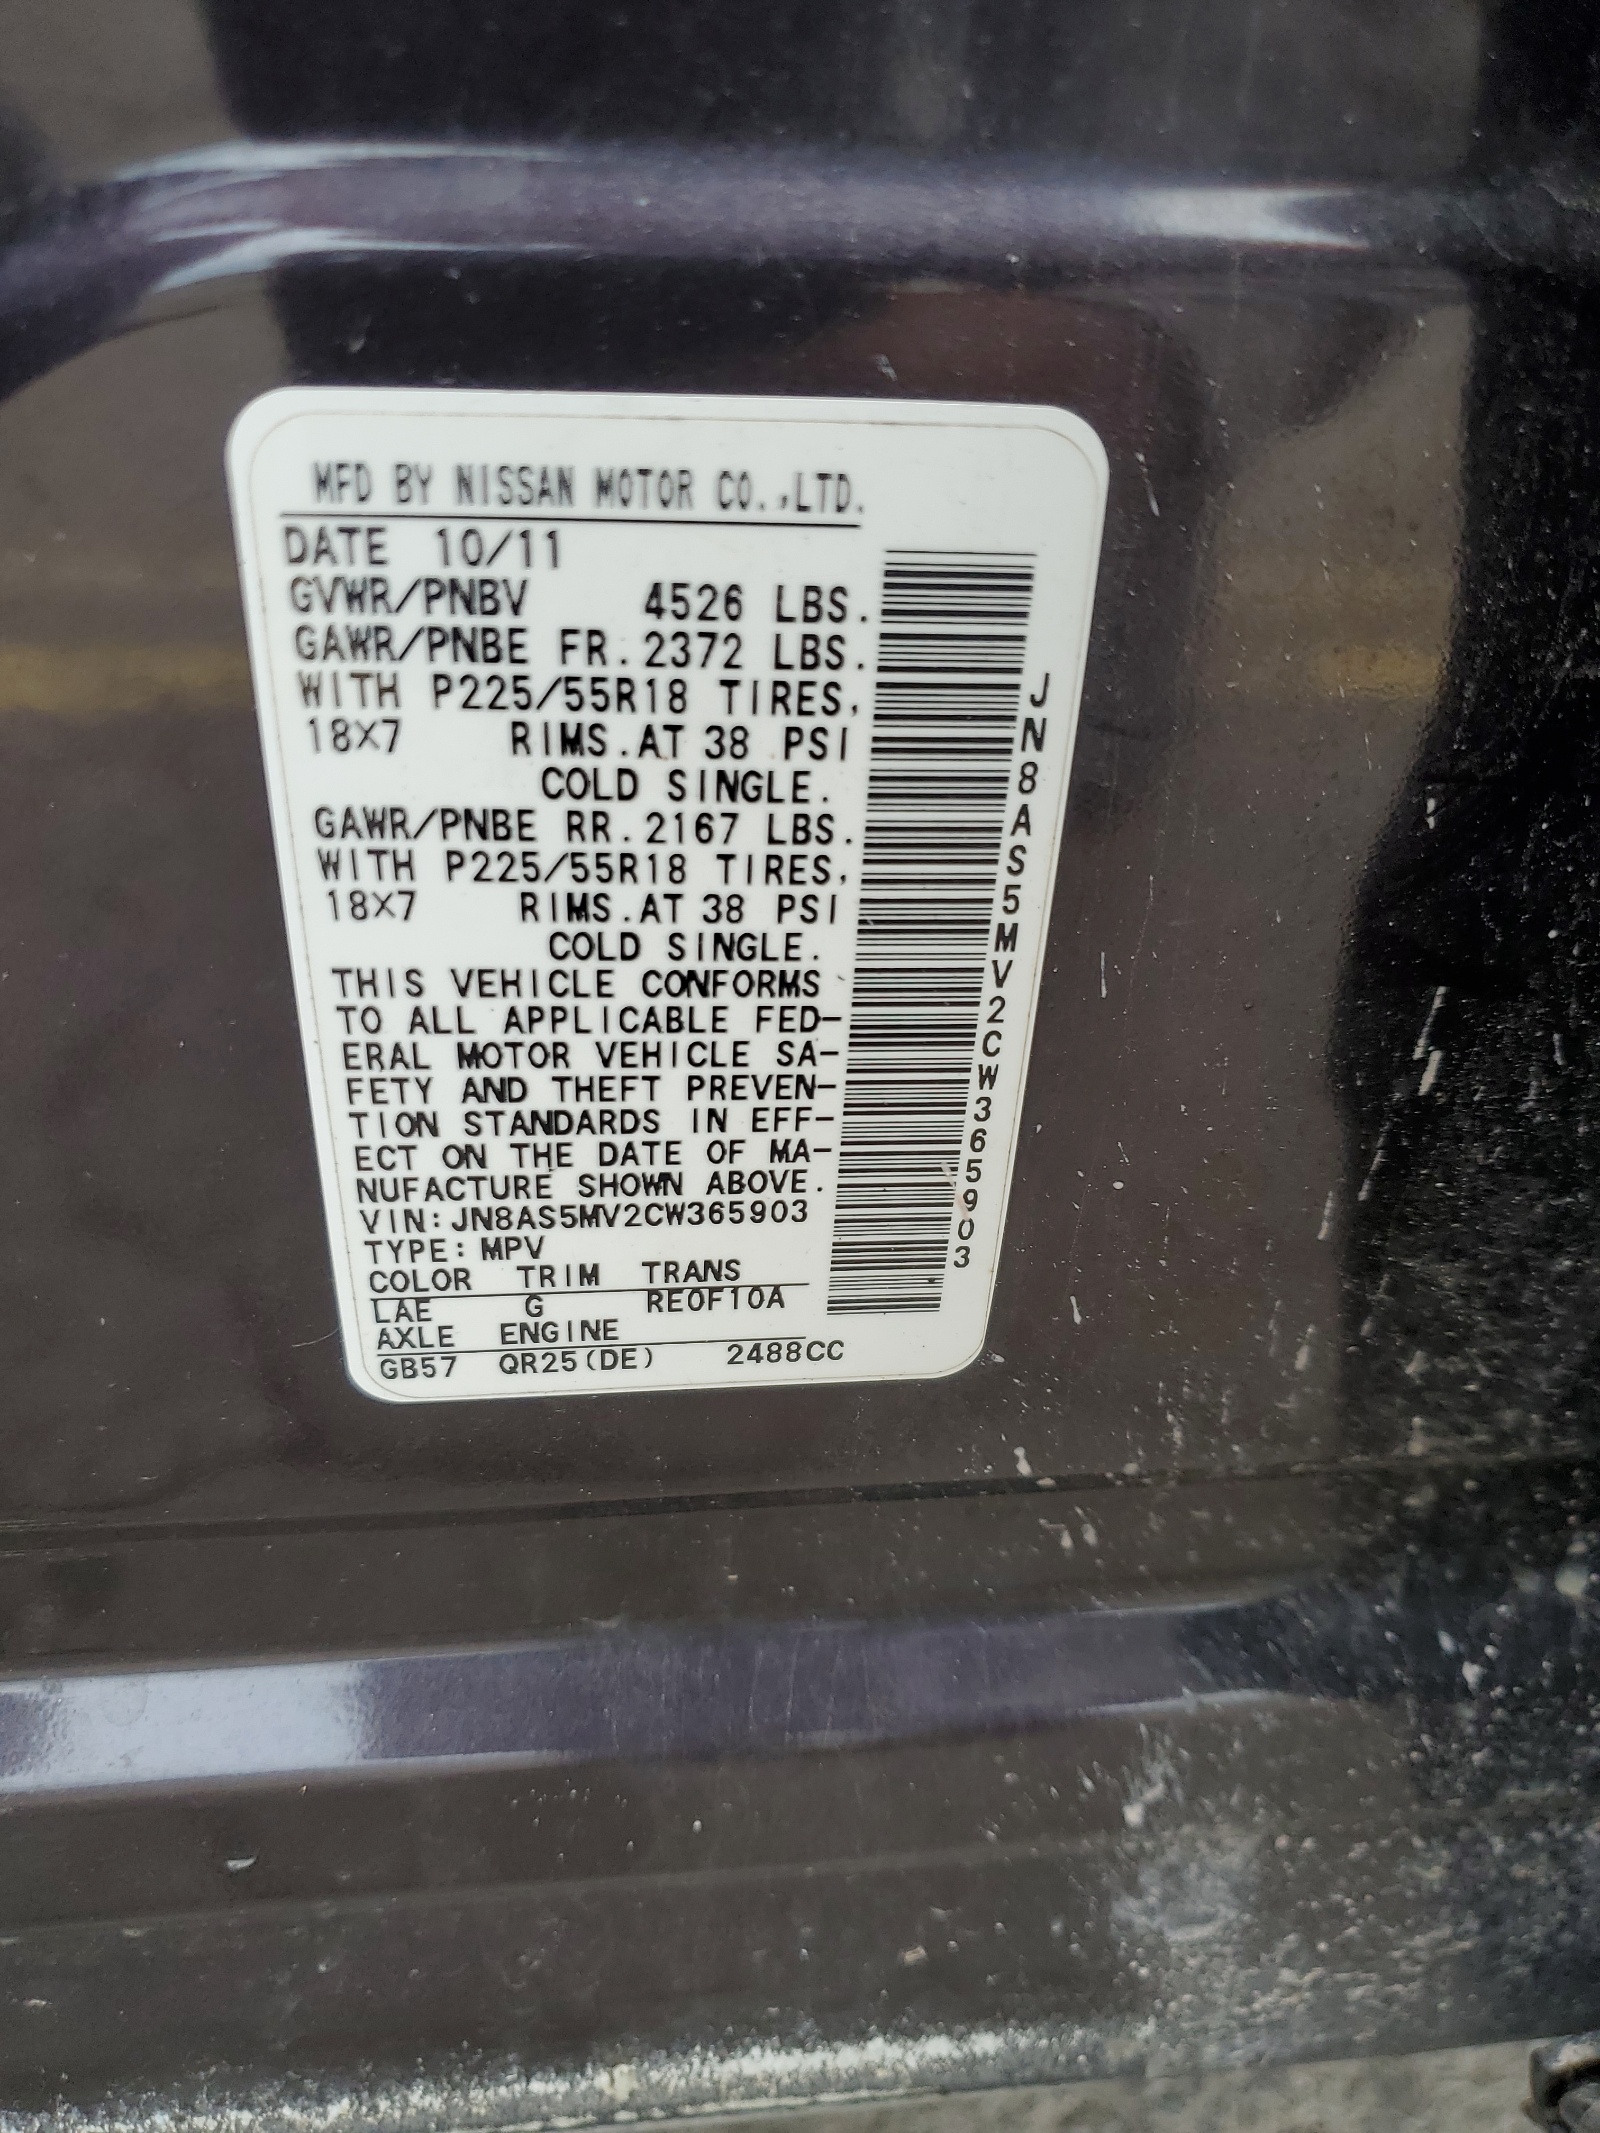 MFD BY NISSAN MOTOR CO.,LTD.
DATE 10/11
GVWR/PNBV 4526 LBS.
GAWR/PNBE FR.2372 LBS.
WITH P225/55R18 TIRES,
18X7 RIMS.AT 38 PSI
COLD SINGLE.
GAWR/PNBE RR.2167 LBS.
WITH P225/55R18 TIRES,
18X7 RIMS.AT 38 PSI
COLD SINGLE.
THIS VEHICLE CONFORMS
TO ALL APPLICABLE FED-
ERAL MOTOR VEHICLE SA-
FETY AND THEFT PREVEN-
TION STANDARDS IN EFF-
ECT ON THE DATE OF MA-
NUFACTURE SHOWN ABOVE.
VIN:JN8AS5MV2CW365903
TYPE:MPV
COLOR TRIM TRANS
LAE G RE0F10A
AXLE ENGINE
GB57 QR25(DE) 2488CC
JN8AS5MV2CW365903